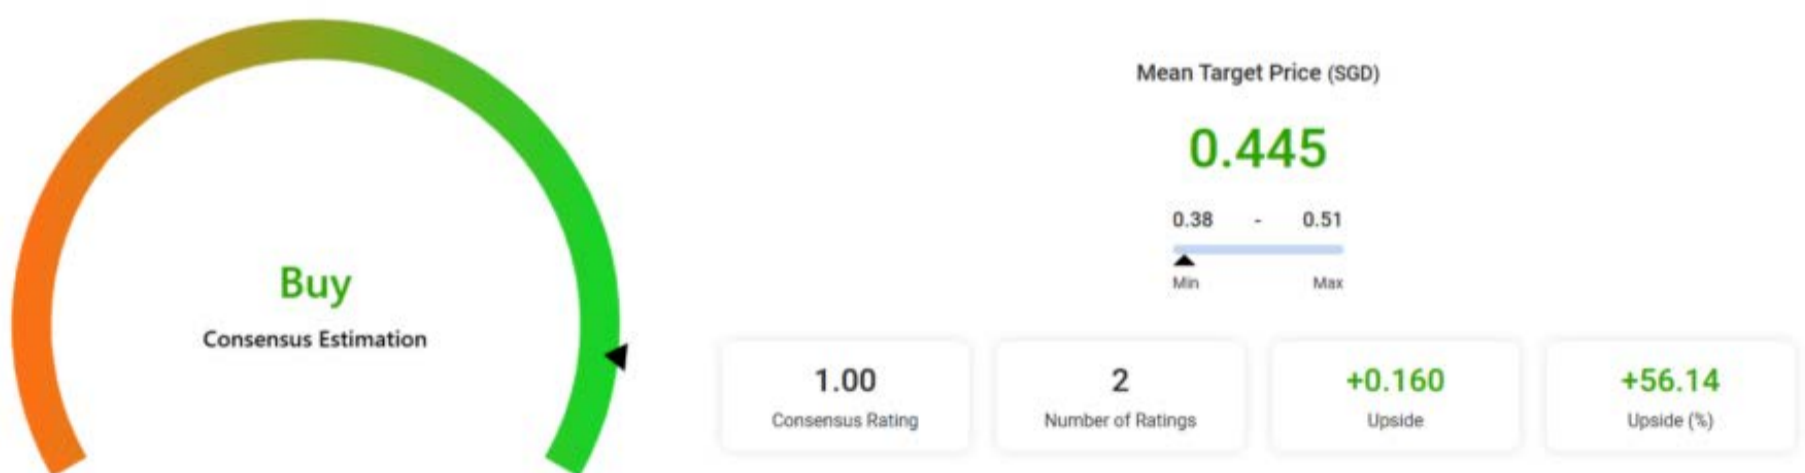 Buy
Consensus Estimation
Mean Target Price (SGD)
0.445
0.38 - 0.51
Min Max
1.00
Consensus Rating
2
Number of Ratings
+0.160
Upside
+56.14
Upside (%)